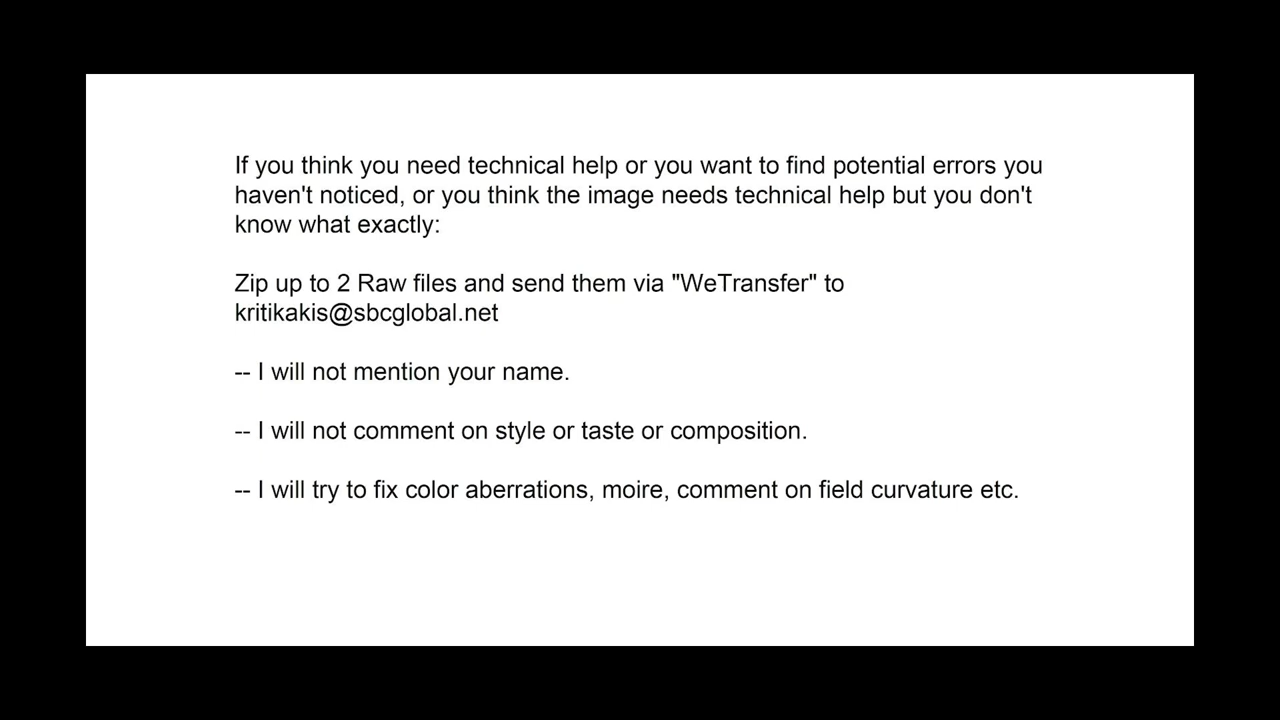 If you think you need technical help or you want to find potential errors you
haven't noticed, or you think the image needs technical help but you don't
know what exactly:
Zip up to 2 Raw files and send them via "WeTransfer" to
kritikakis@sbcglobal.net
-- I will not mention your name.
-- I will not comment on style or taste or composition.
-- I will try to fix color aberrations, moire, comment on field curvature etc.